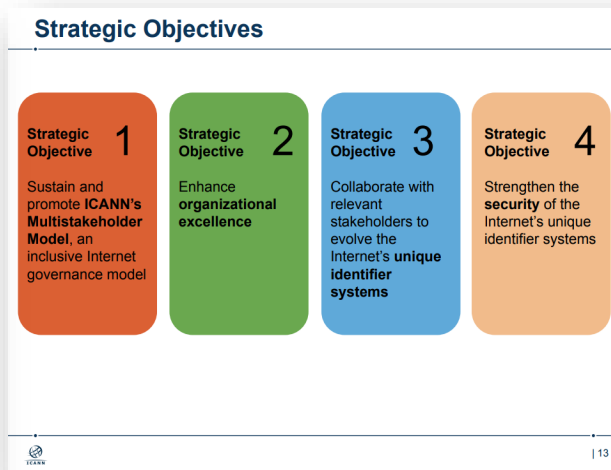 Strategic Objectives
Strategic
Objective
1
Sustain and
promote ICANN's
Multistakeholder
Model, an
inclusive Internet
governance model
Strategic
Objective
2
Enhance
organizational
excellence
Strategic
Objective
3
Collaborate with
relevant
stakeholders to
evolve the
Internet's unique
identifier
systems
Strategic
Objective
4
Strengthen the
security of the
Internet's unique
identifier systems
ICANN
| 13